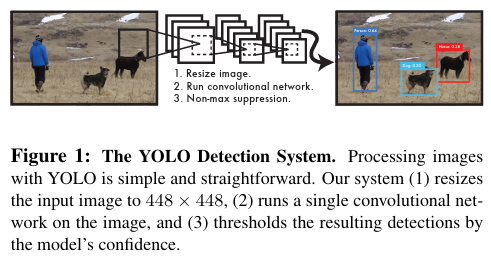 Person: 0.64
Horse: 0.28
Dog: 0.30
1. Resize image.
2. Run convolutional network.
3. Non-max suppression.
Figure 1: The YOLO Detection System. Processing images
with YOLO is simple and straightforward. Our system (1) resizes
the input image to 448 × 448, (2) runs a single convolutional net-
work on the image, and (3) thresholds the resulting detections by
the model's confidence.